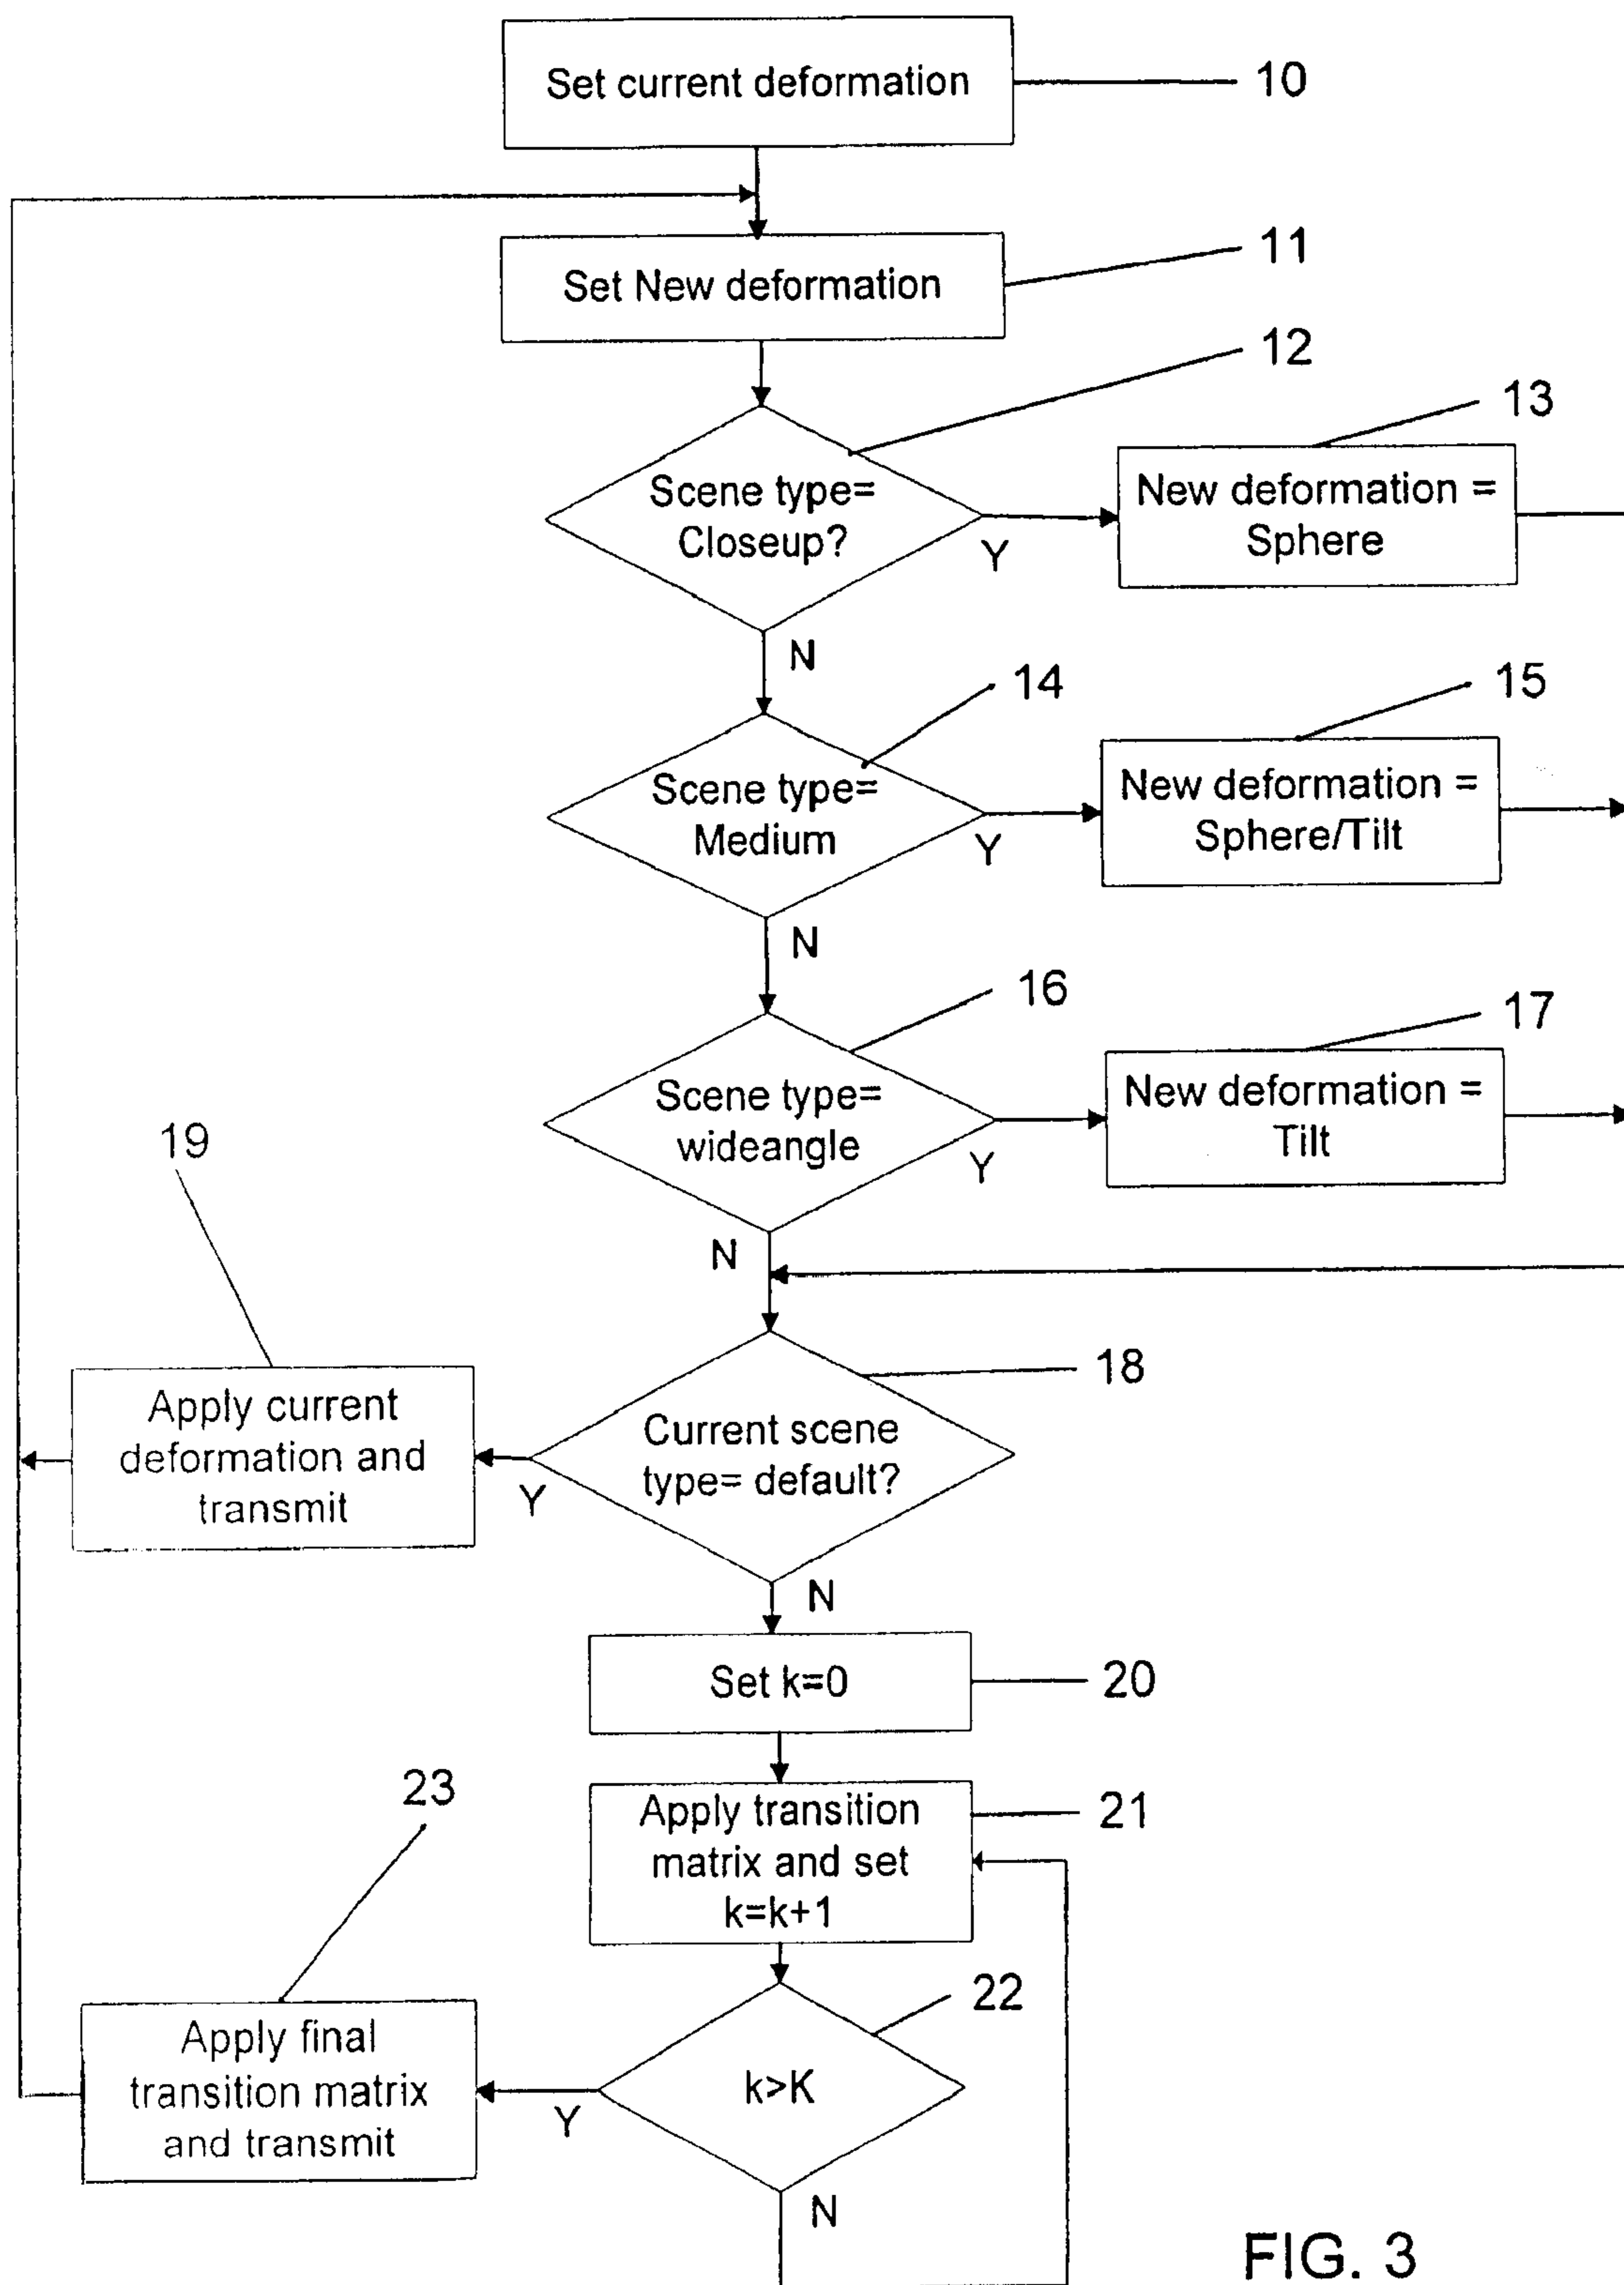 Set current deformation
10
Set New deformation
11
12
13
Scene type=
Closeup?
Y
New deformation =
Sphere
N
14
15
Scene type=
Medium
Y
New deformation =
Sphere/Tilt
N
16
17
Scene type=
wideangle
Y
New deformation =
Tilt
N
19
18
Apply current
deformation and
transmit
Y
Current scene
type= default?
N
Set k=0
20
23
Apply transition
matrix and set
k=k+1
21
22
Apply final
transition matrix
and transmit
Y
k>K
N
FIG. 3